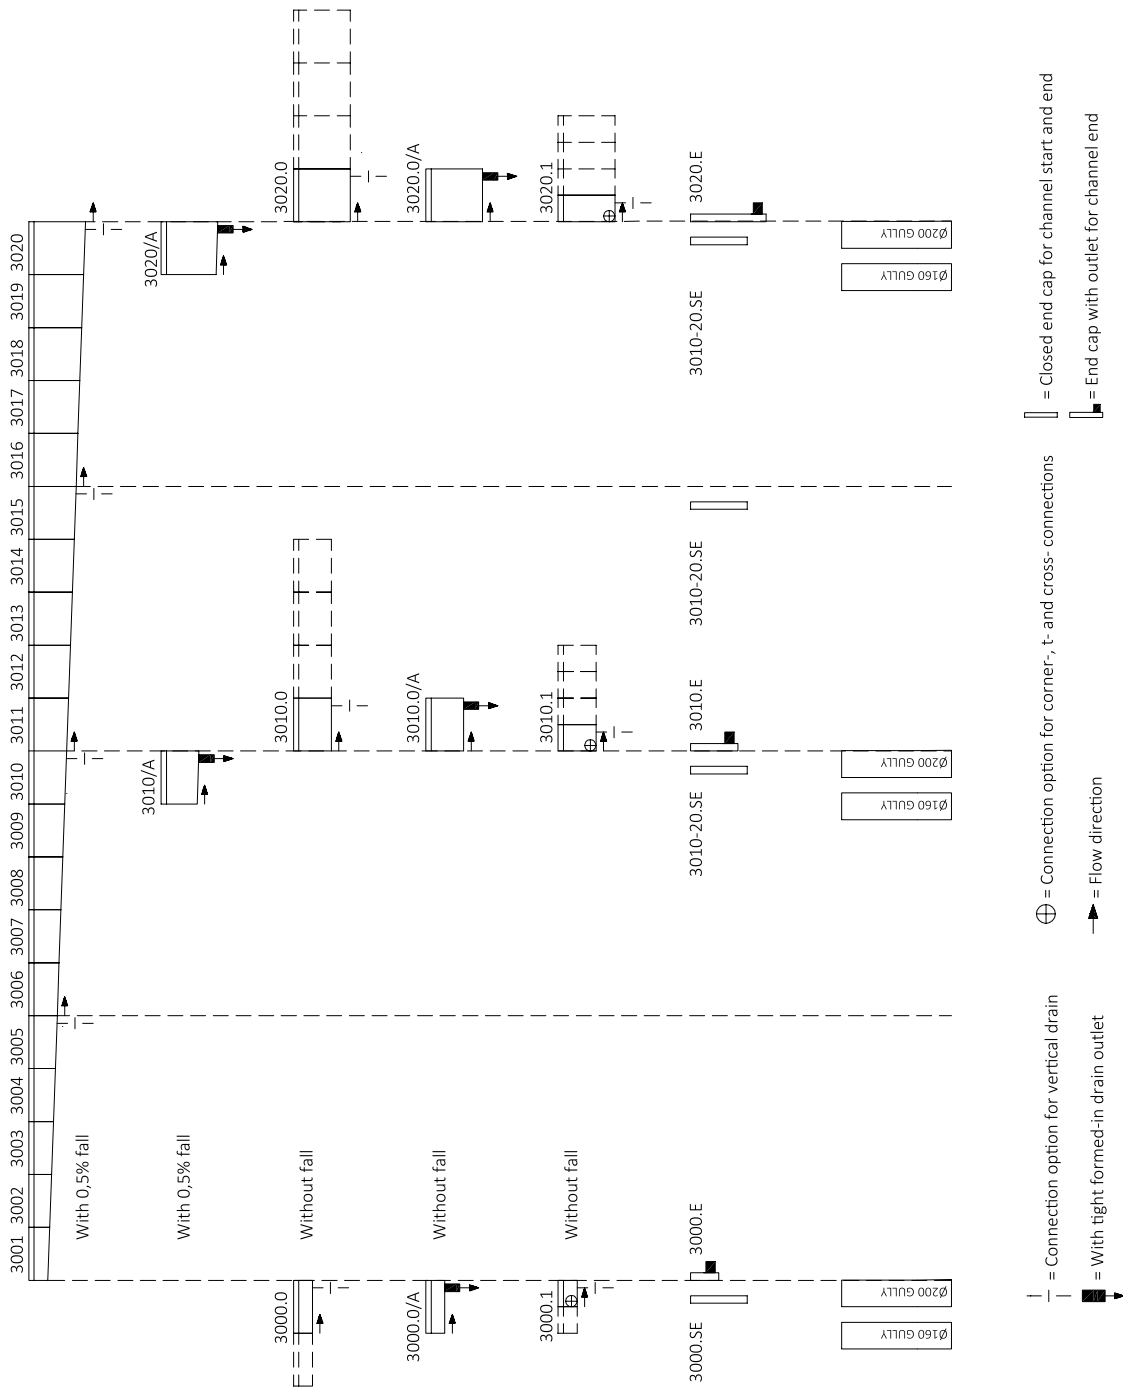 3001 3002 3003 3004 3005 3006 3007 3008 3009 3010 3011 3012 3013 3014 3015 3016 3017 3018 3019 3020
With 0,5% fall
With 0,5% fall
3010/A
3020/A
3000.0
Without fall
3010.0
3020.0
3000.0/A
Without fall
3010.0/A
3020.0/A
3000.1
Without fall
3010.1
3020.1
3000.SE
3000.E
3010-20.SE
3010.E
3010-20.SE
3010-20.SE
3020.E
Ø160 GULLY
Ø200 GULLY
Ø160 GULLY
Ø200 GULLY
Ø160 GULLY
Ø200 GULLY
= Connection option for vertical drain
= Connection option for corner-, t- and cross- connections
= Closed end cap for channel start and end
= With tight formed-in drain outlet
= Flow direction
= End cap with outlet for channel end